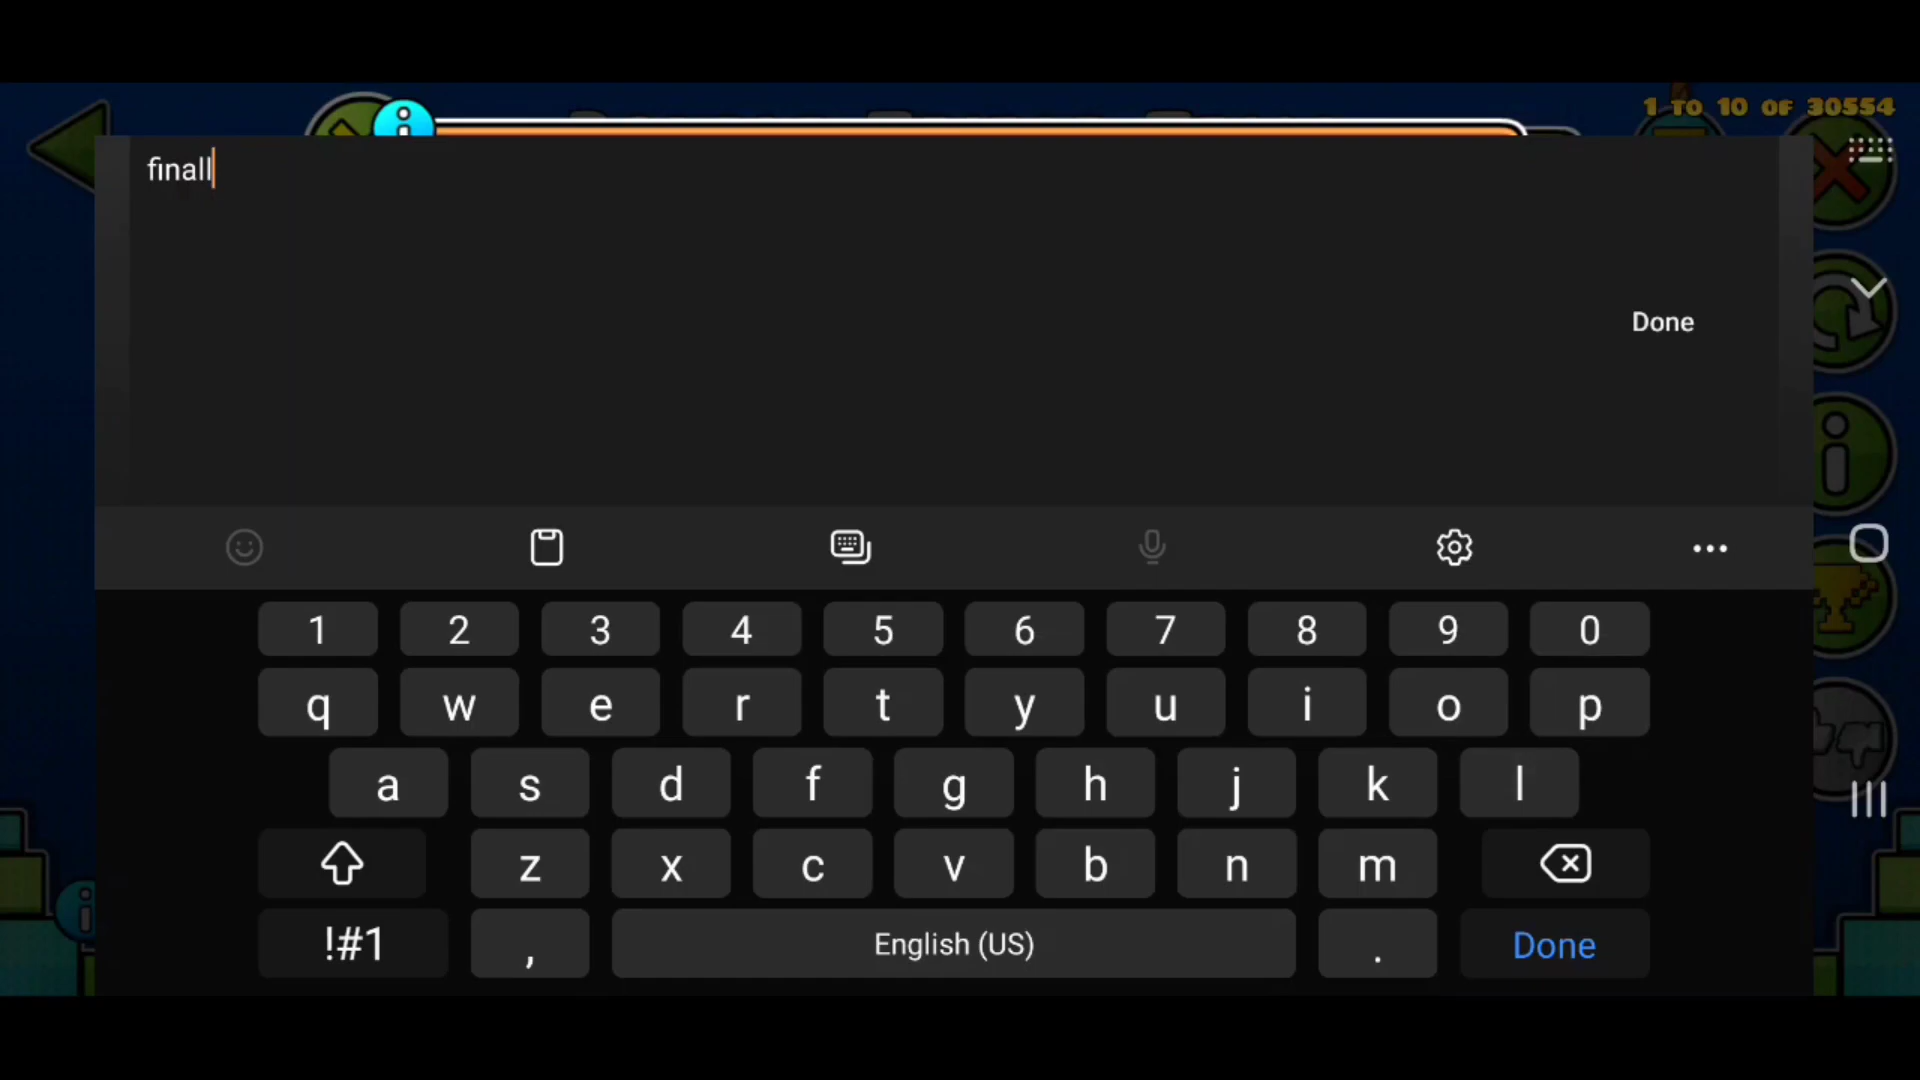 1 TO 10 OF 30554
finall
Done
1 2 3 4 5 6 7 8 9 0
q w e r t y u i o p
a s d f g h j k l
z x c v b n m
!#1 , English (US) . Done